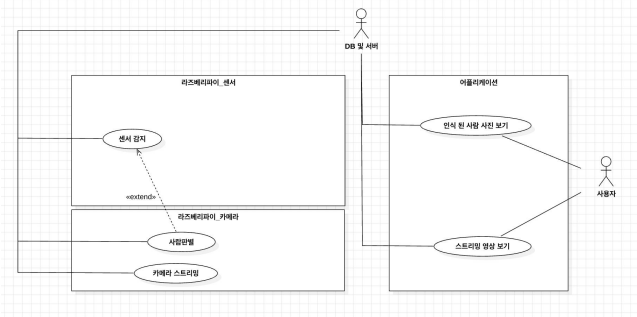 DB 및 서버
라즈베리파이_센서
어플리케이션
인식 된 사람 사진 보기
센서 감지
사용자
«extend»
라즈베리파이_카메라
사람판별
스트리밍 영상 보기
카메라 스트리밍